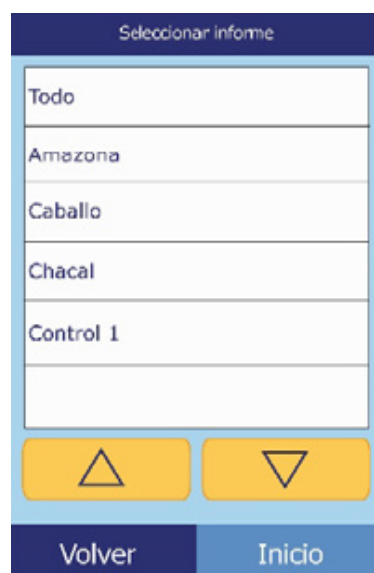 Seleccionar informe
Todo
Amazona
Caballo
Chacal
Control 1
Volver
Inicio